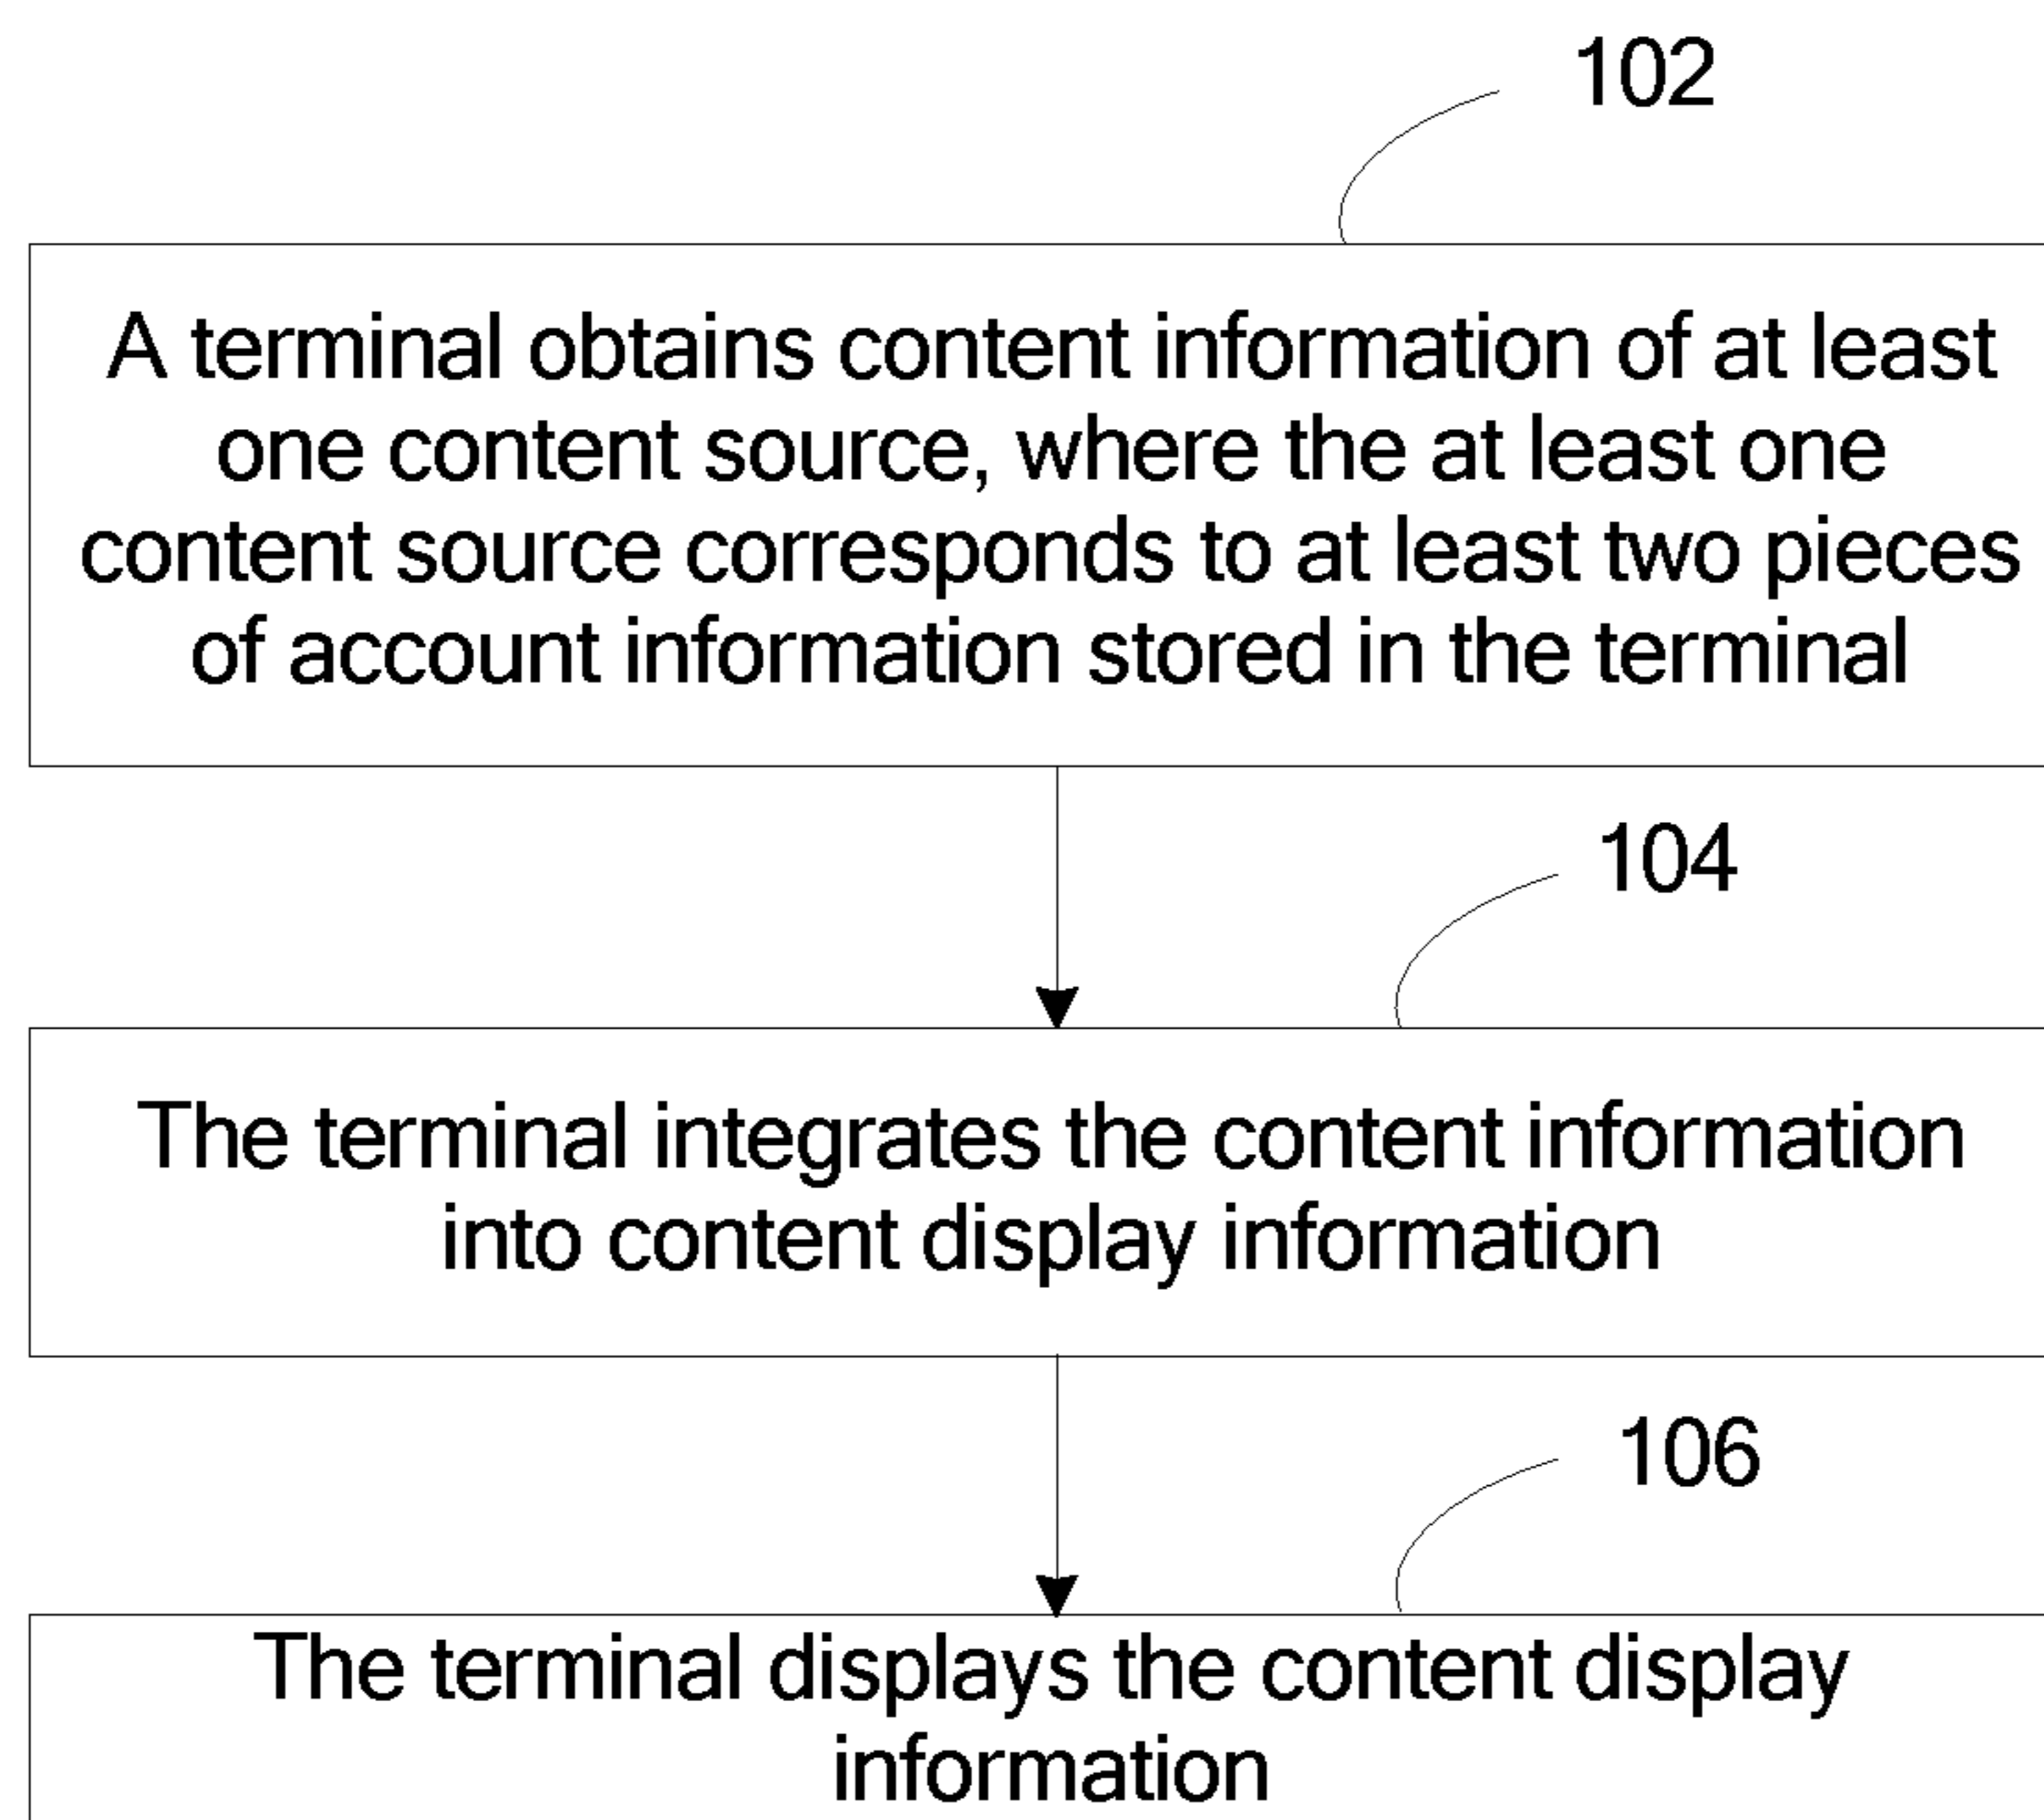 102
A terminal obtains content information of at least
one content source, where the at least one
content source corresponds to at least two pieces
of account information stored in the terminal
104
The terminal integrates the content information
into content display information
106
The terminal displays the content display
information